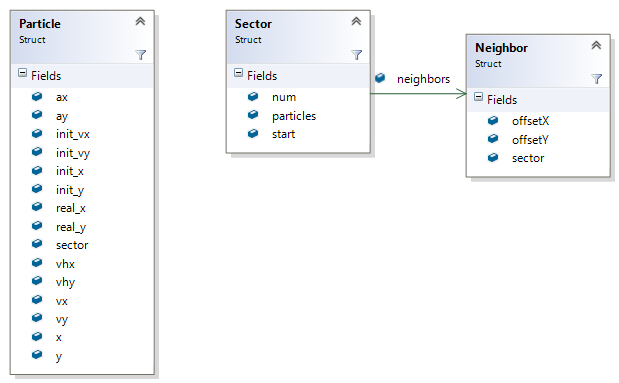 Particle
Struct
Fields
ax
ay
init_vx
init_vy
init_x
init_y
real_x
real_y
sector
vhx
vhy
vx
vy
x
y
Sector
Struct
Fields
num
particles
start
neighbors
Neighbor
Struct
Fields
offsetX
offsetY
sector